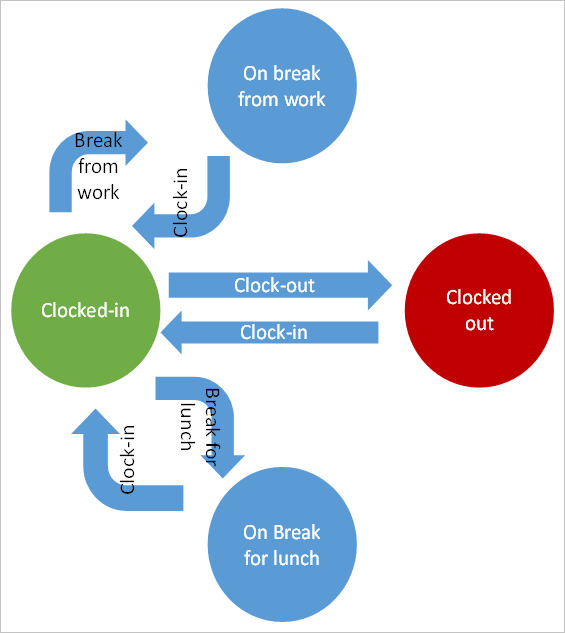 On break
from work
Break
from
work
Clock-in
Clocked-in
Clock-out
Clock-in
Clocked
out
Break for
lunch
Clock-in
On Break
for lunch